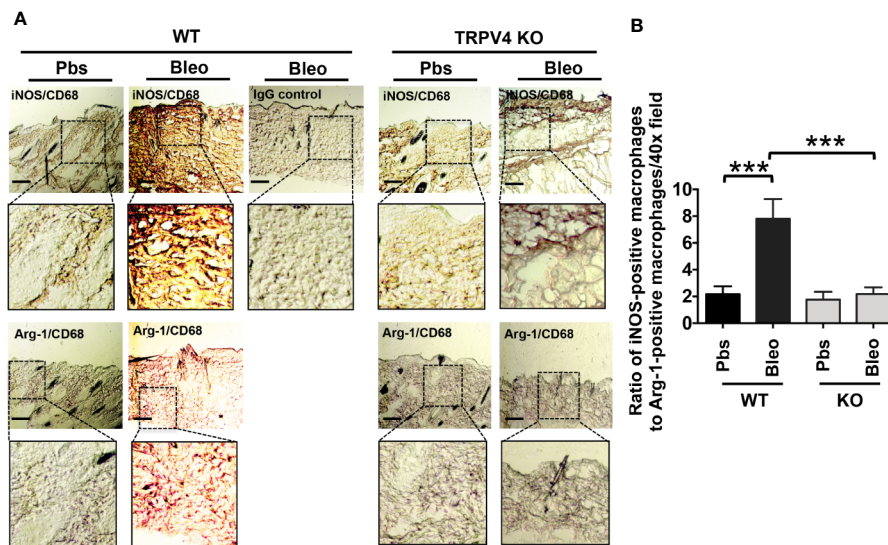 A
WT
TRPV4 KO
Pbs
Bleo
Bleo
Pbs
Bleo
iNOS/CD68
iNOS/CD68
IgG control
iNOS/CD68
iNOS/CD68
Arg-1/CD68
Arg-1/CD68
Arg-1/CD68
Arg-1/CD68
B
Ratio of iNOS-positive macrophages
to Arg-1-positive macrophages/40x field
***
***
10
8
6
4
2
0
Pbs
Bleo
Pbs
Bleo
WT
KO